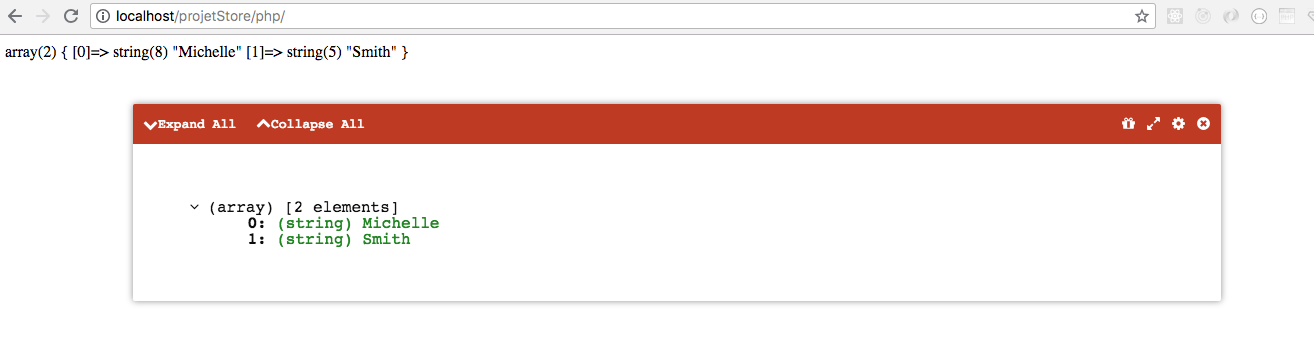 localhost/projetStore/php/
array(2) { [0]=> string(8) "Michelle" [1]=> string(5) "Smith" }
Expand All Collapse All
(array) [2 elements]
0: (string) Michelle
1: (string) Smith